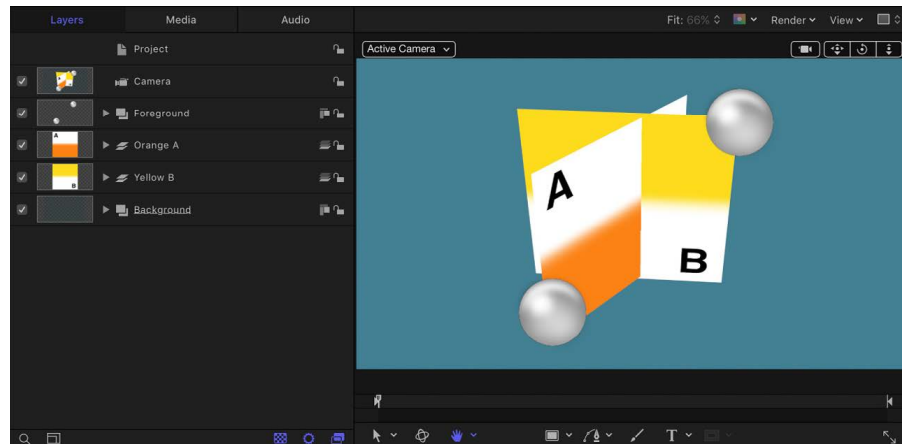 Layers Media Audio Fit: 66% Render View
Project
Active Camera
Camera
Foreground
Orange A
Yellow B
Background
A
B
A
B
T